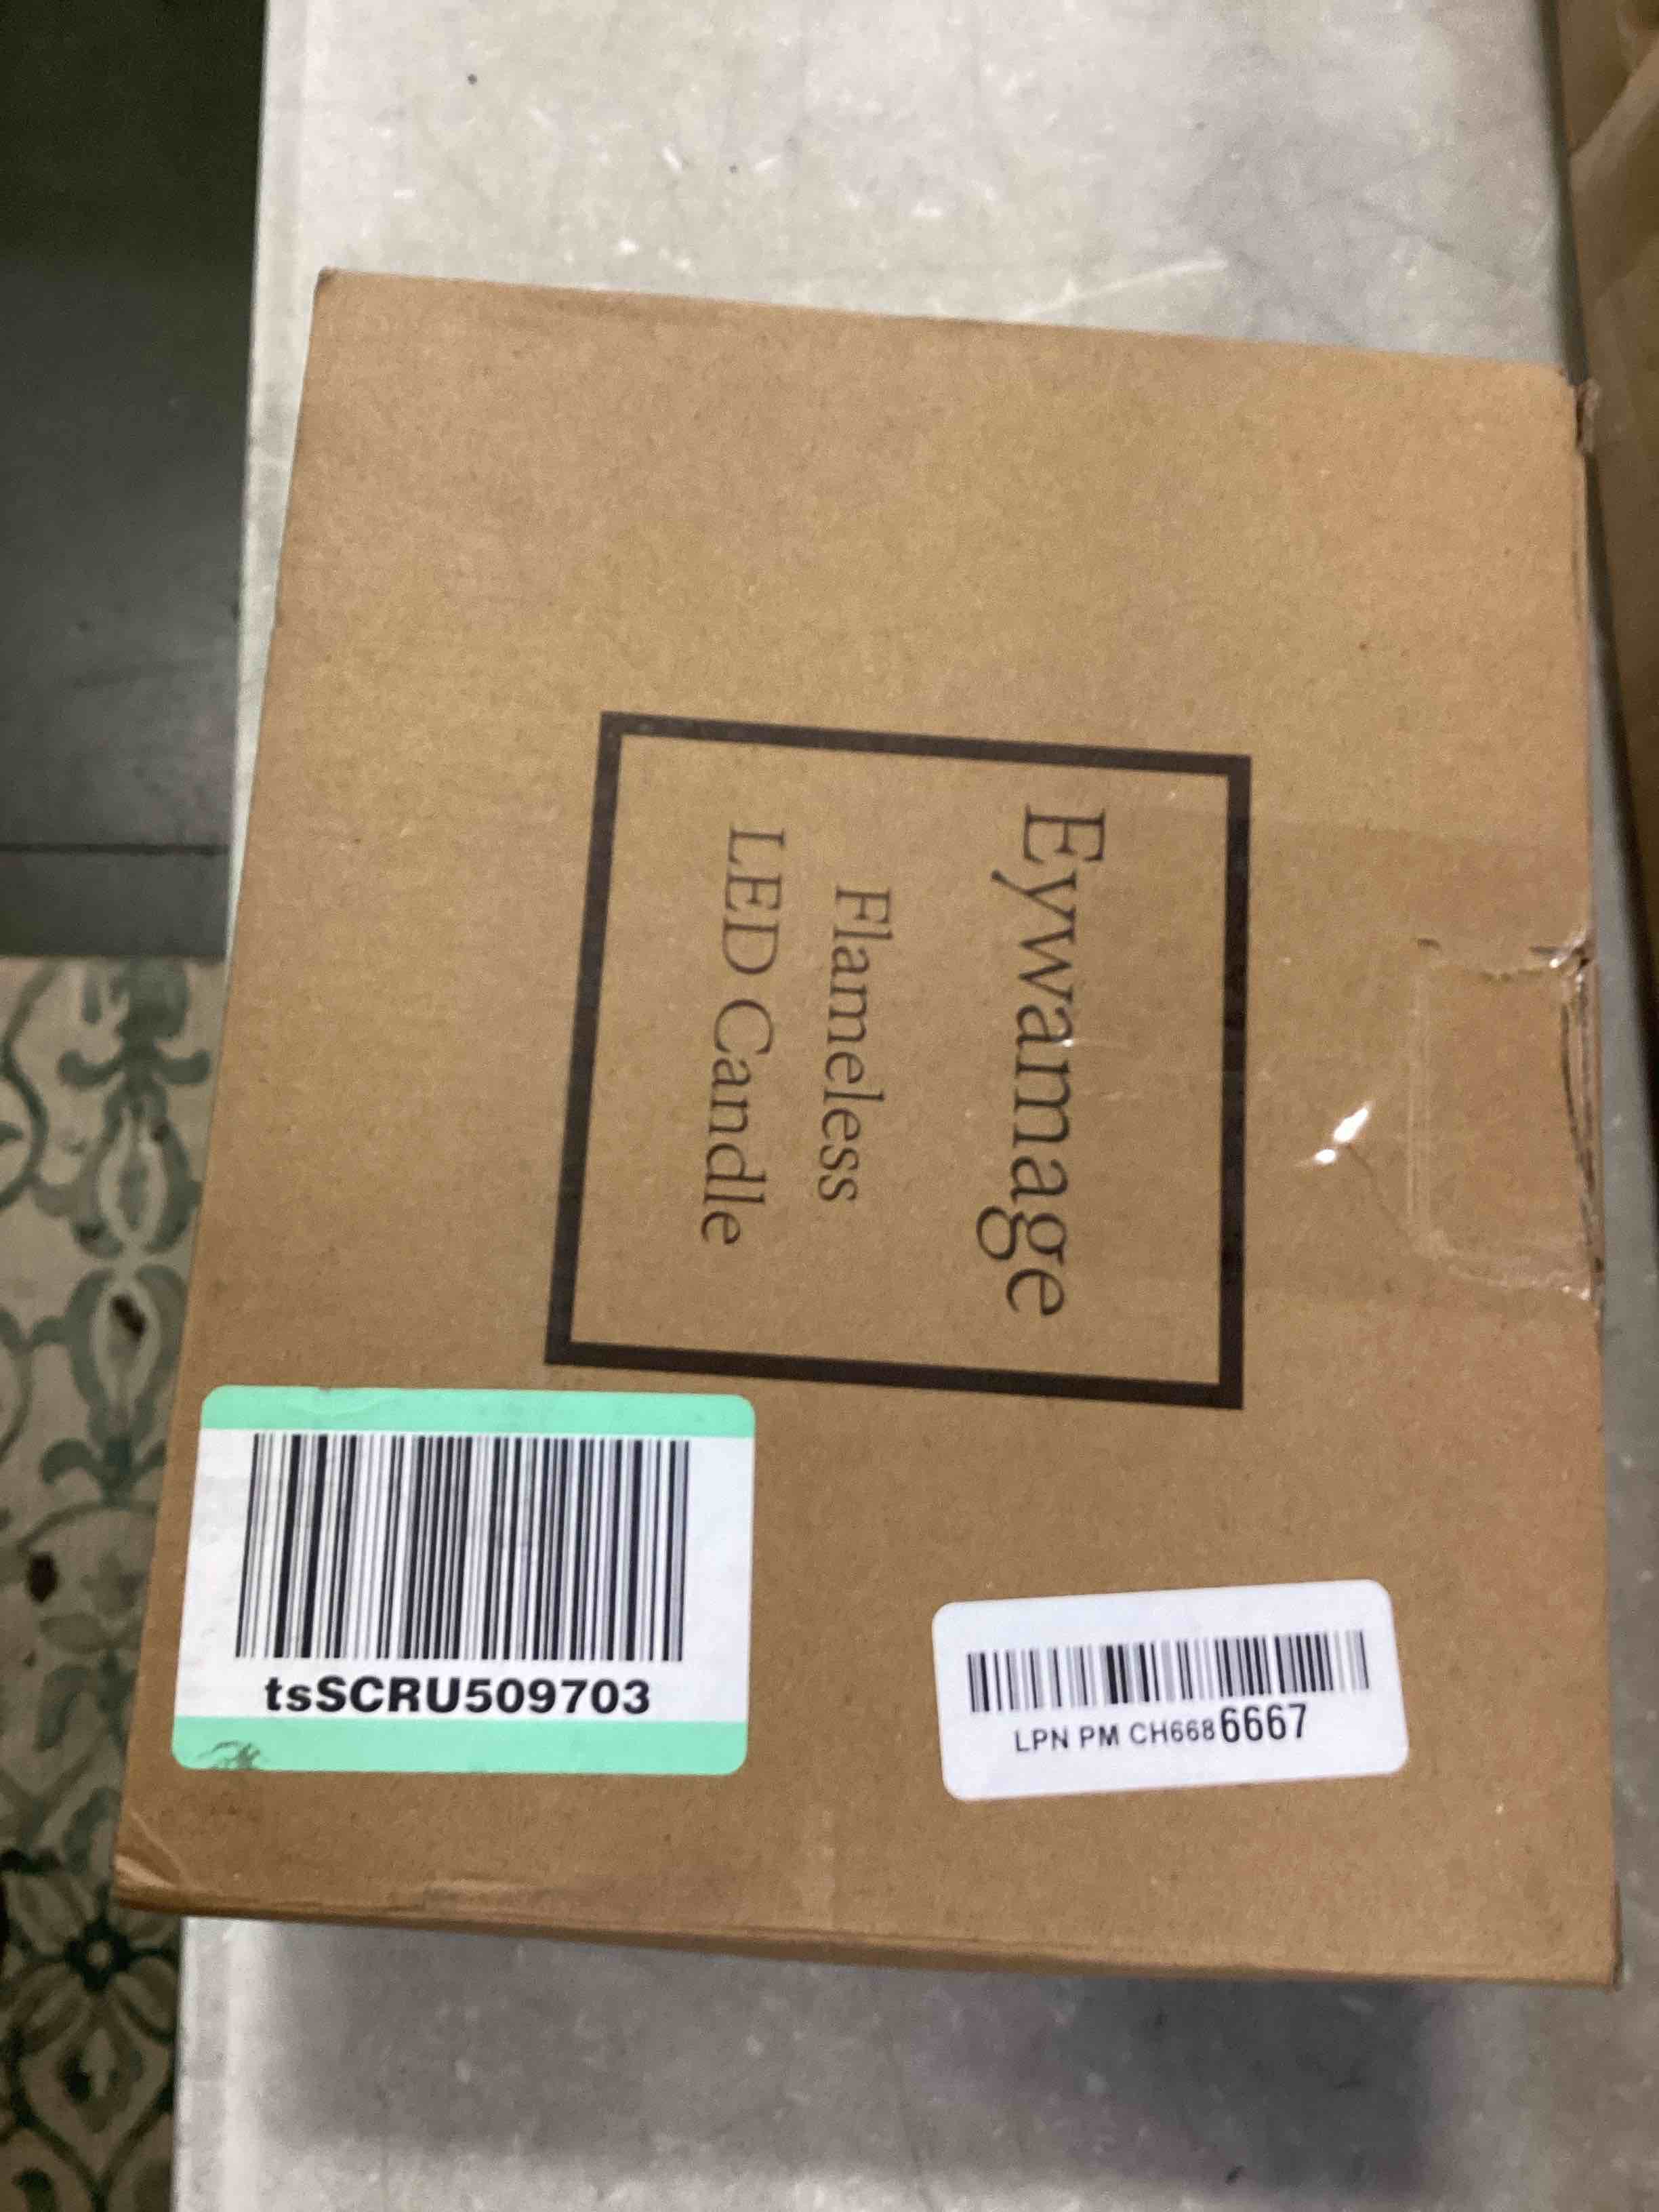 Eywamage
Flameless
LED Candle
tsSCRU509703
LPN PM CH6686667